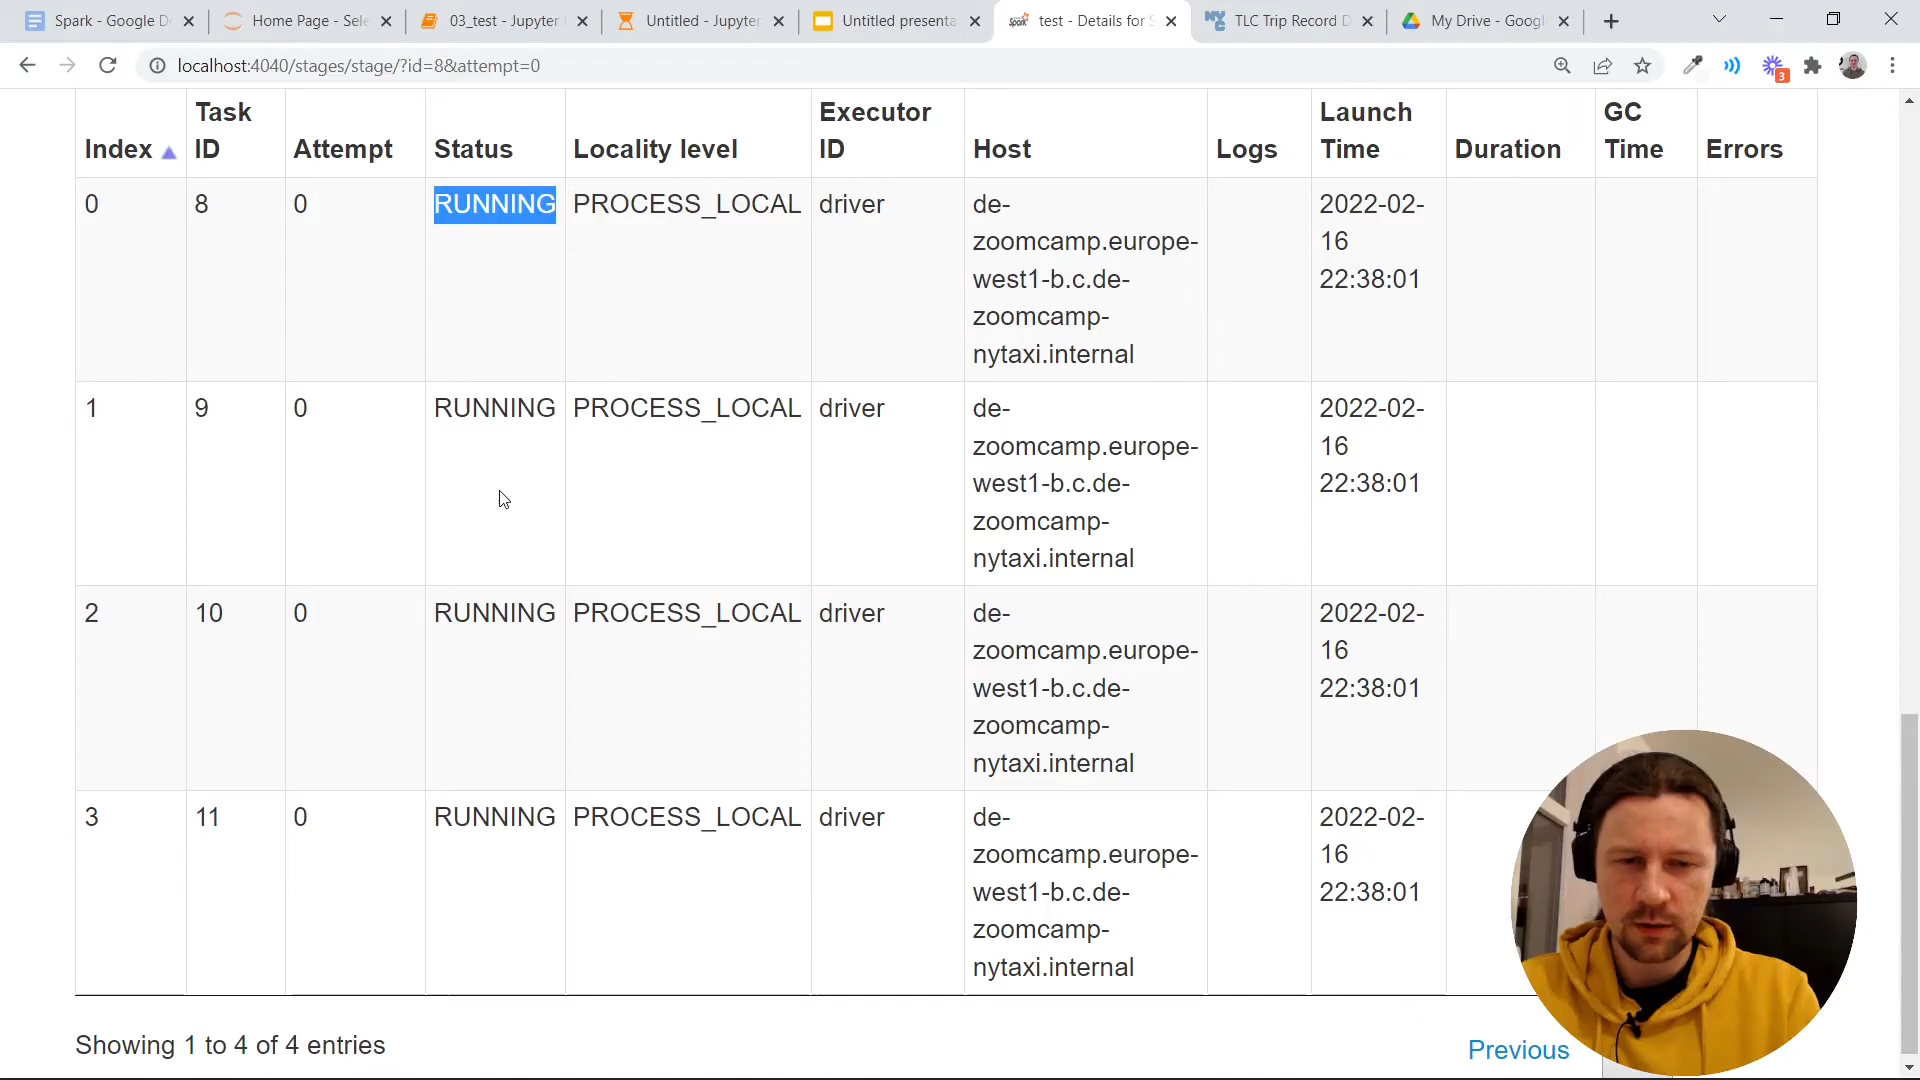 Spark - Google D
Home Page - Sele
03_test - Jupyter
Untitled - Jupyter
Untitled presenta
test - Details for S
TLC Trip Record D
My Drive - Googl
localhost:4040/stages/stage/?id=8&attempt=0
3
Index Task ID Attempt Status Locality level Executor ID Host Logs Launch Time Duration GC Time Errors
0 8 0 RUNNING PROCESS_LOCAL driver de- 2022-02-
zoomcamp.europe- 16
west1-b.c.de- 22:38:01
zoomcamp-
nytaxi.internal
1 9 0 RUNNING PROCESS_LOCAL driver de- 2022-02-
zoomcamp.europe- 16
west1-b.c.de- 22:38:01
zoomcamp-
nytaxi.internal
2 10 0 RUNNING PROCESS_LOCAL driver de- 2022-02-
zoomcamp.europe- 16
west1-b.c.de- 22:38:01
zoomcamp-
nytaxi.internal
3 11 0 RUNNING PROCESS_LOCAL driver de- 2022-02-
zoomcamp.europe- 16
west1-b.c.de- 22:38:01
zoomcamp-
nytaxi.internal
Showing 1 to 4 of 4 entries
Previous